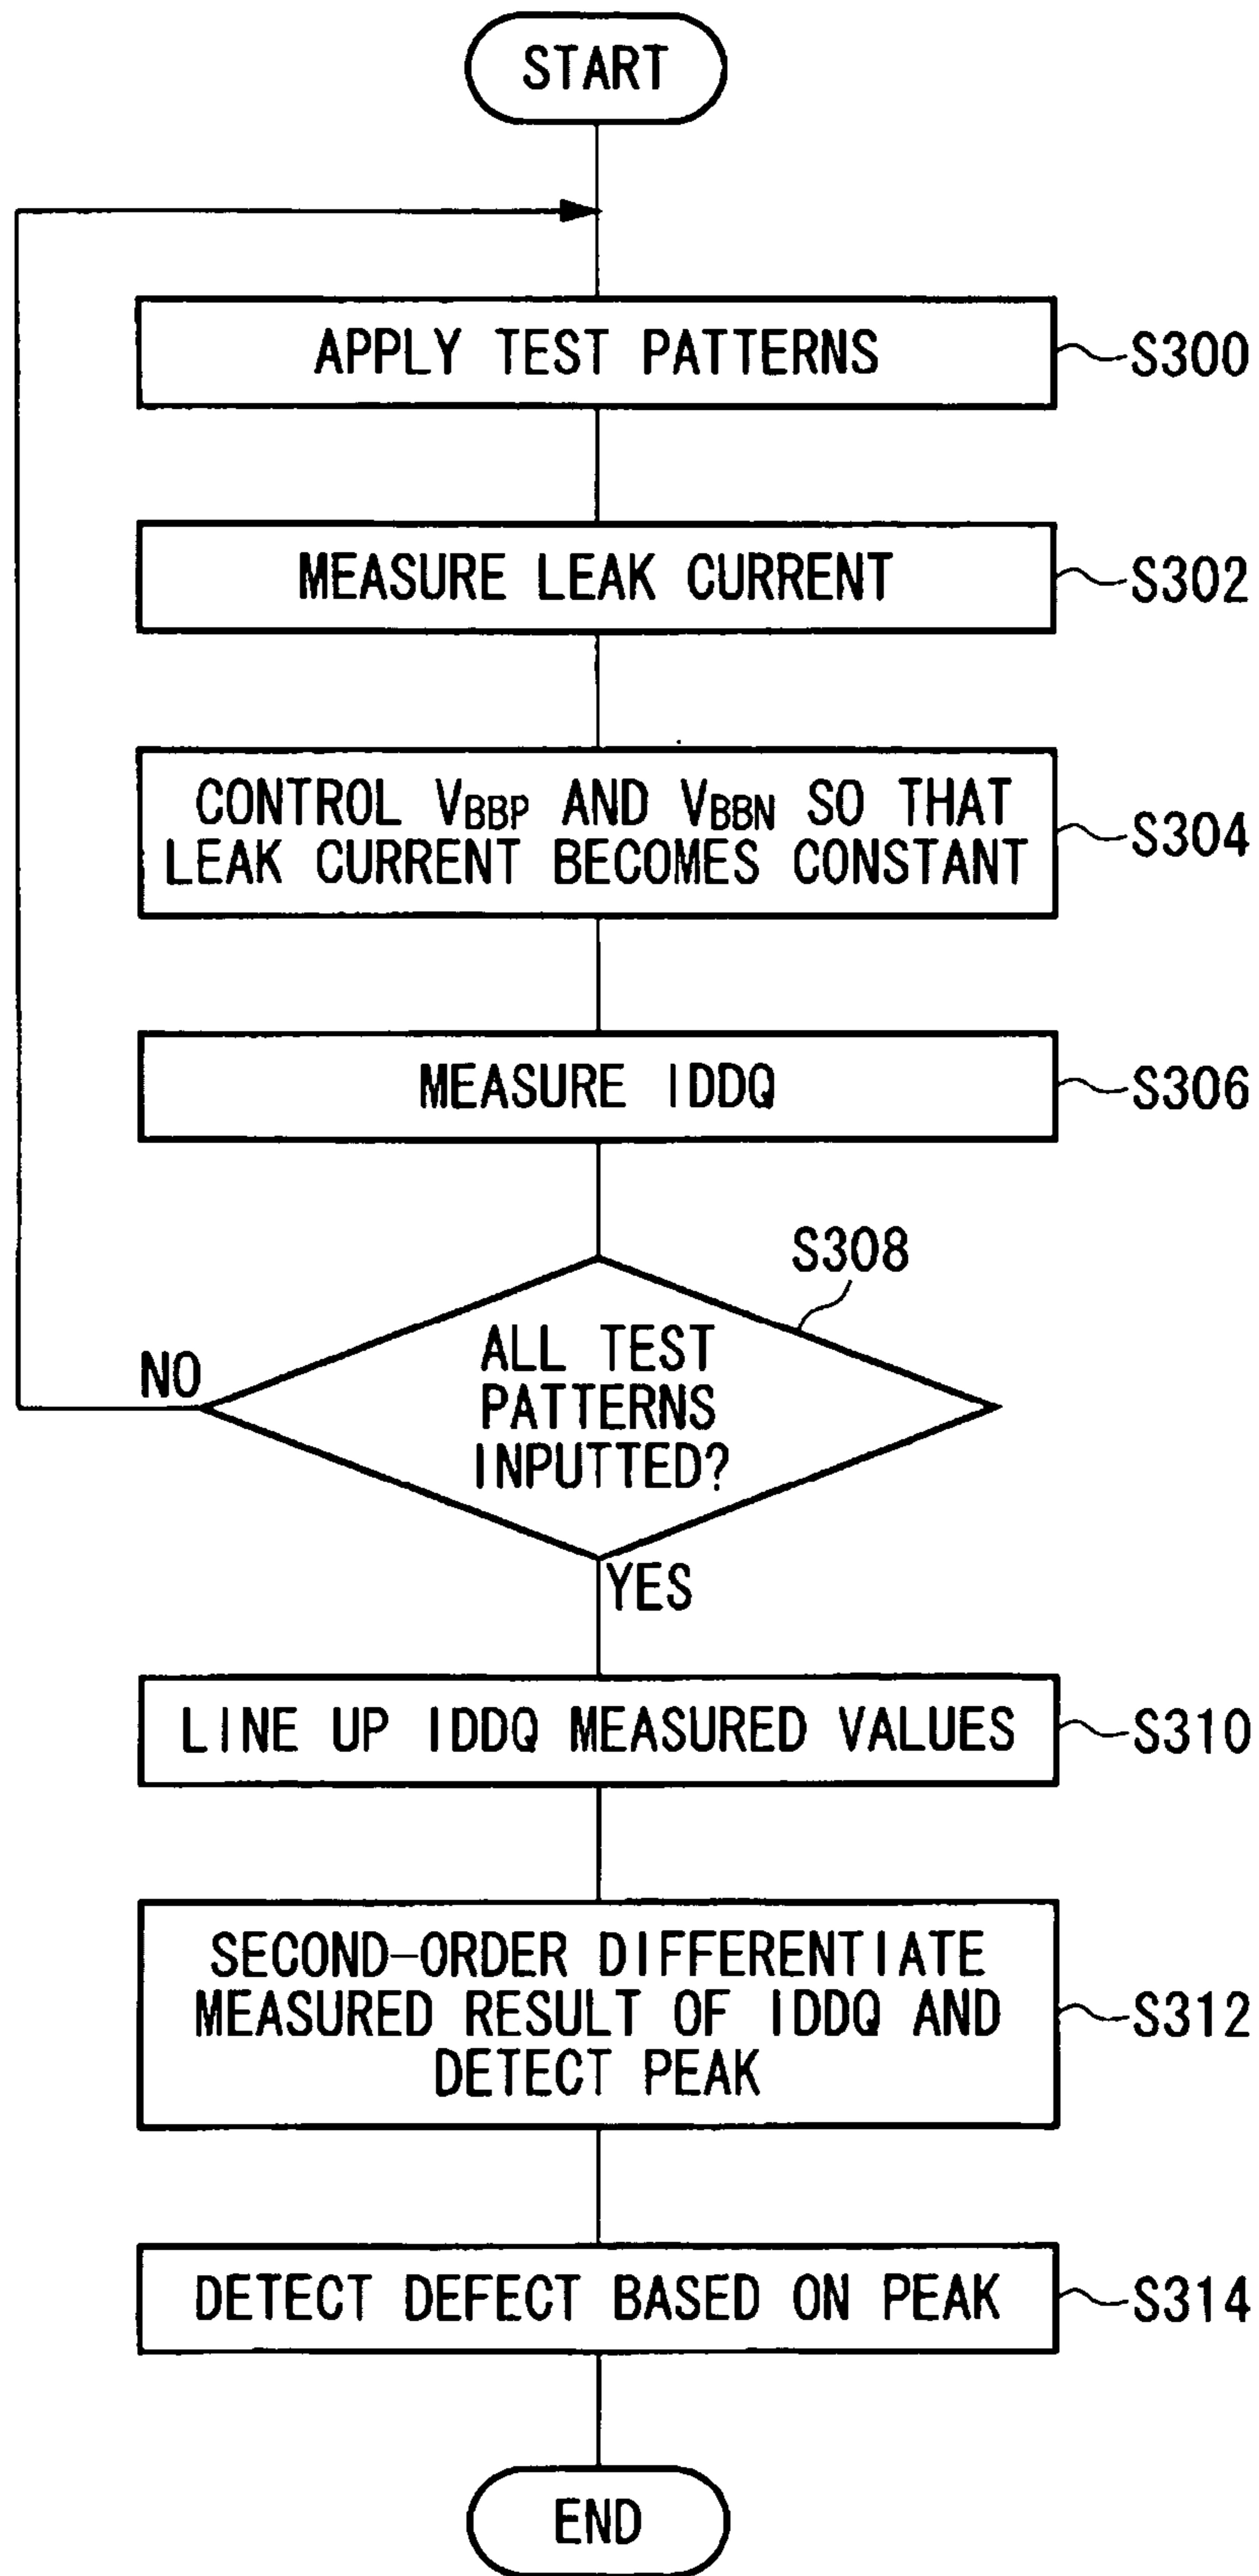 START
APPLY TEST PATTERNS
S300
MEASURE LEAK CURRENT
S302
CONTROL VBBP AND VBBN SO THAT
LEAK CURRENT BECOMES CONSTANT
S304
MEASURE IDDQ
S306
S308
ALL TEST
PATTERNS
INPUTTED?
NO
YES
LINE UP IDDQ MEASURED VALUES
S310
SECOND-ORDER DIFFERENTIATE
MEASURED RESULT OF IDDQ AND
DETECT PEAK
S312
DETECT DEFECT BASED ON PEAK
S314
END